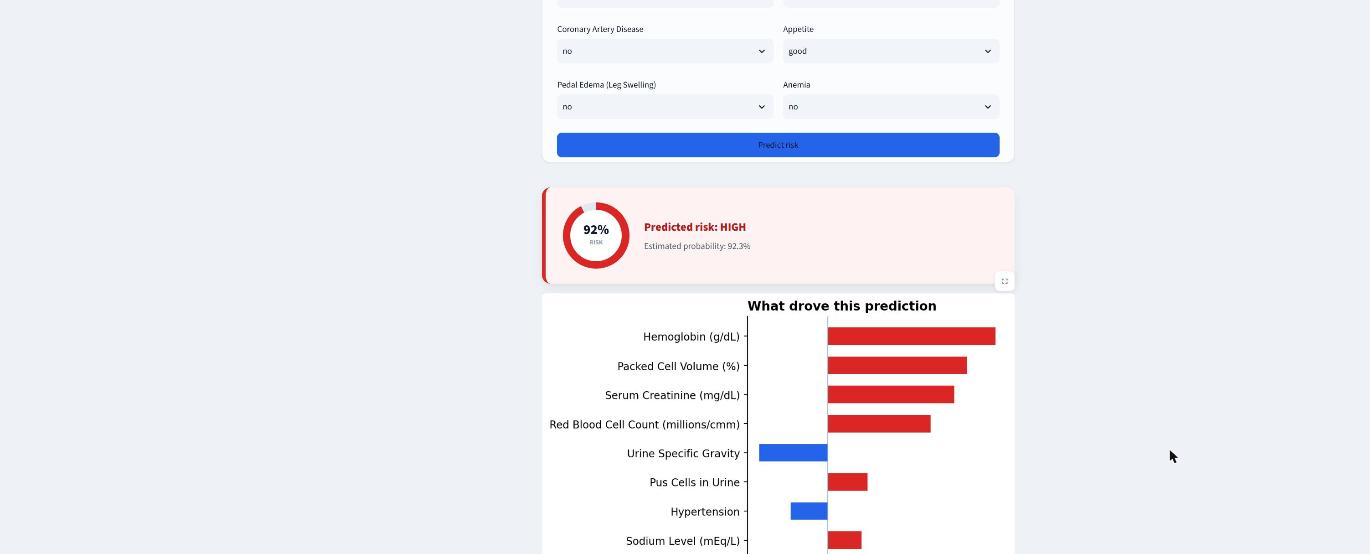 Coronary Artery Disease
Appetite
no
good
Pedal Edema (Leg Swelling)
Anemia
no
no
Predict risk
92%
RISK
Predicted risk: HIGH
Estimated probability: 92.3%
What drove this prediction
Hemoglobin (g/dL)
Packed Cell Volume (%)
Serum Creatinine (mg/dL)
Red Blood Cell Count (millions/cmm)
Urine Specific Gravity
Pus Cells in Urine
Hypertension
Sodium Level (mEq/L)